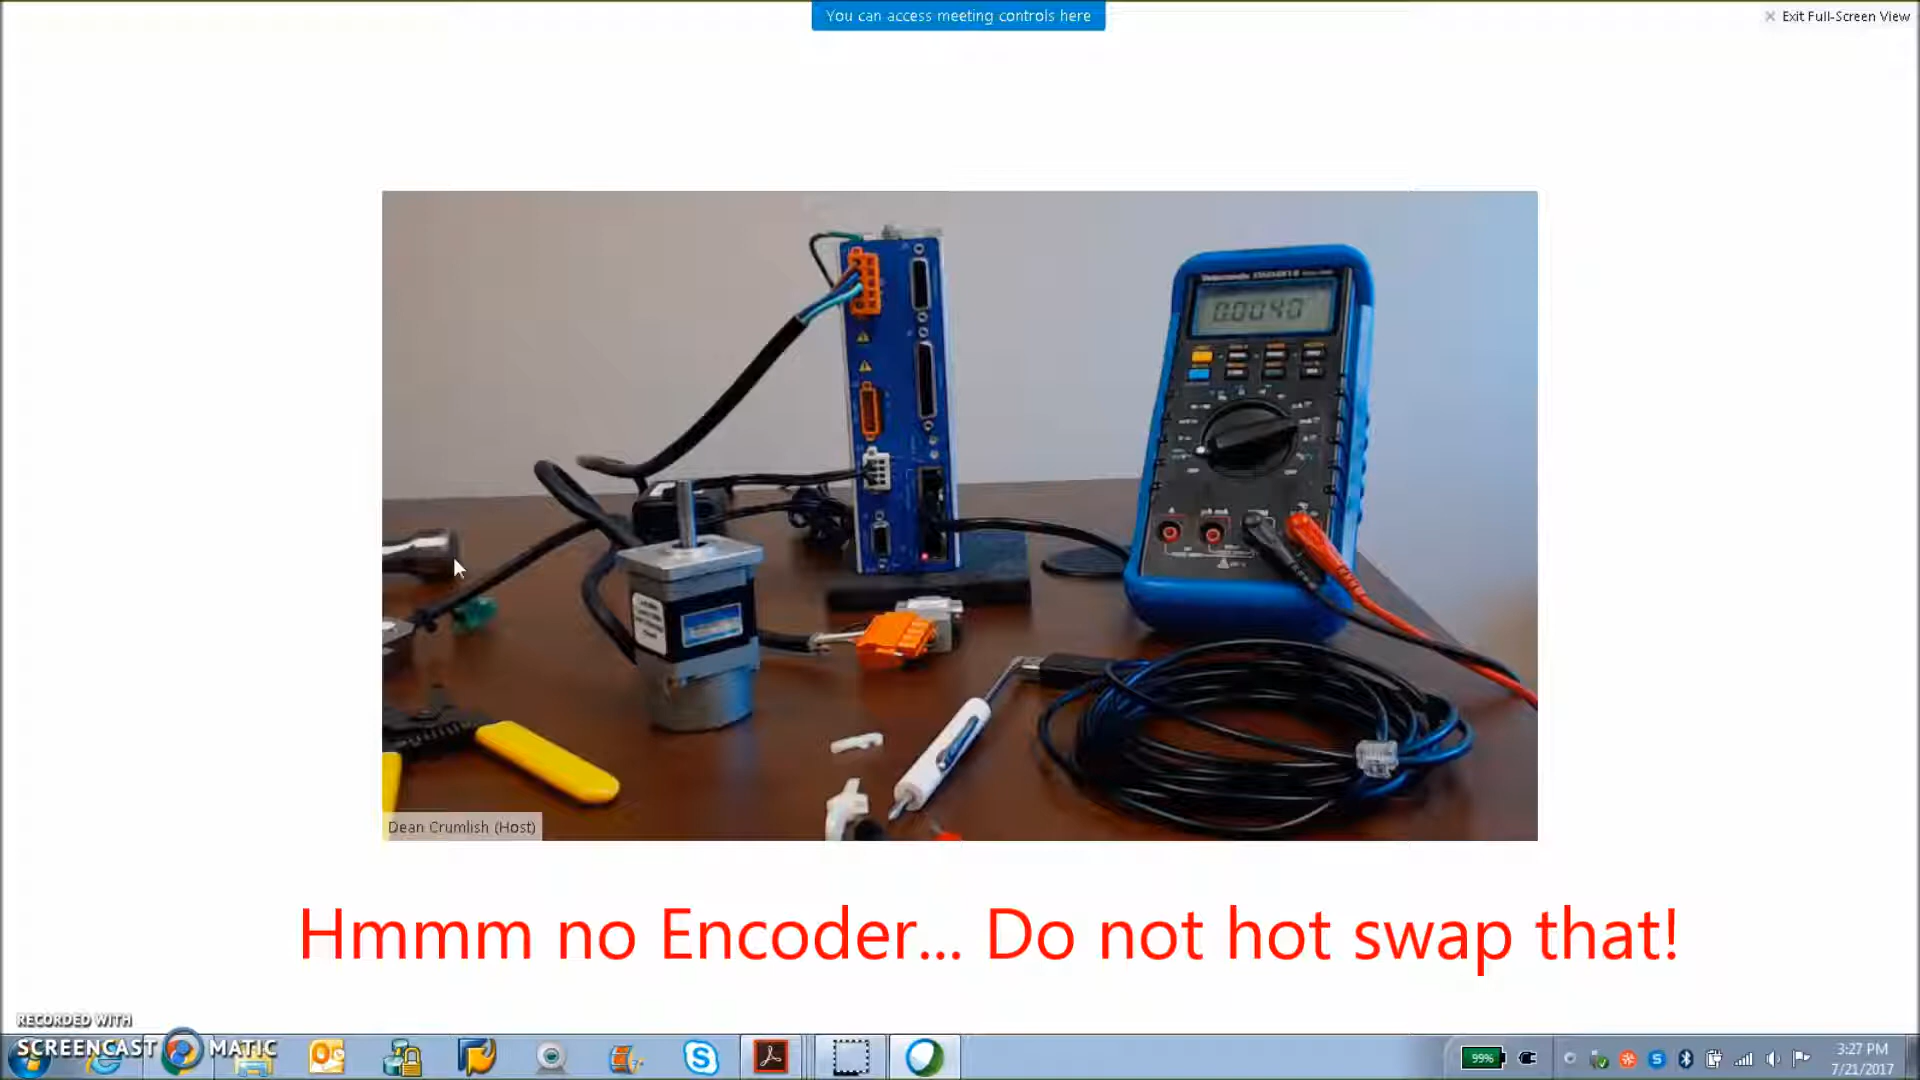 You can access meeting controls here
Exit Full-Screen View
0.0040
Dean Crumlish (Host)
Hmmm no Encoder... Do not hot swap that!
RECORDED WITH
SCREENCAST MATIC
99%
3:27 PM
7/21/2017